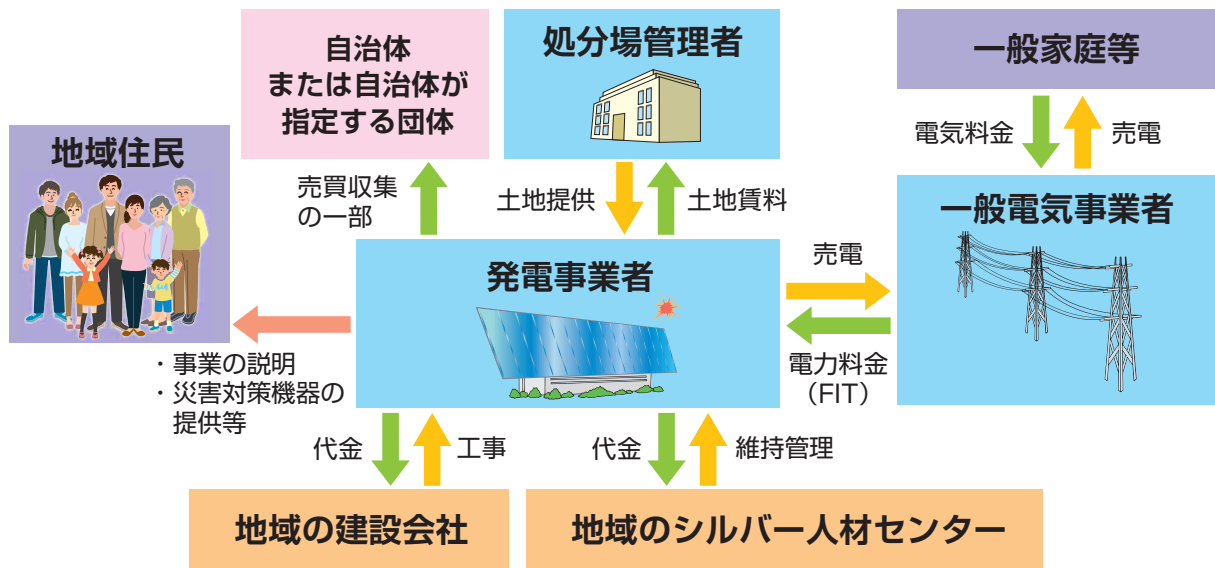 自治体
または自治体が
指定する団体
処分場管理者
一般家庭等
地域住民
売買収集
の一部
土地提供
土地賃料
電気料金
売電
一般電気事業者
発電事業者
売電
電力料金
（FIT）
・事業の説明
・災害対策機器の
提供等
代金
工事
代金
維持管理
地域の建設会社
地域のシルバー人材センター